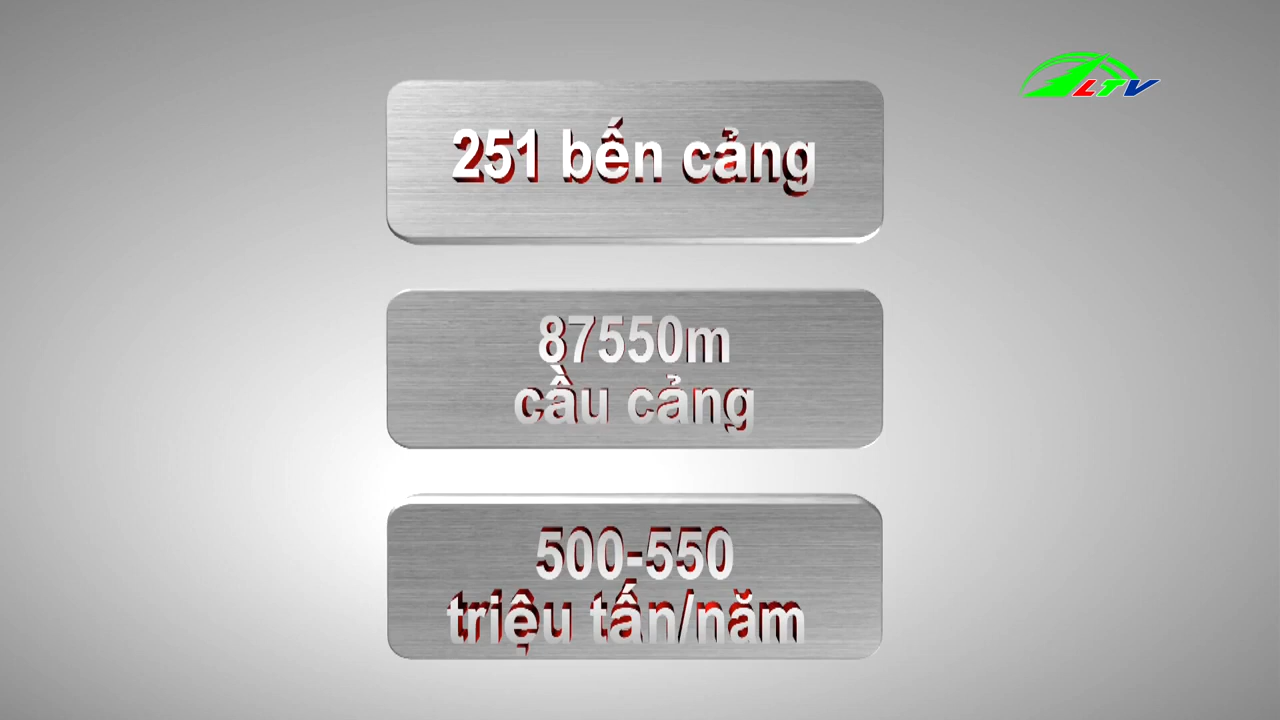 LTV
251 bến cảng
87550m
cầu cảng
500-550
triệu tấn/năm